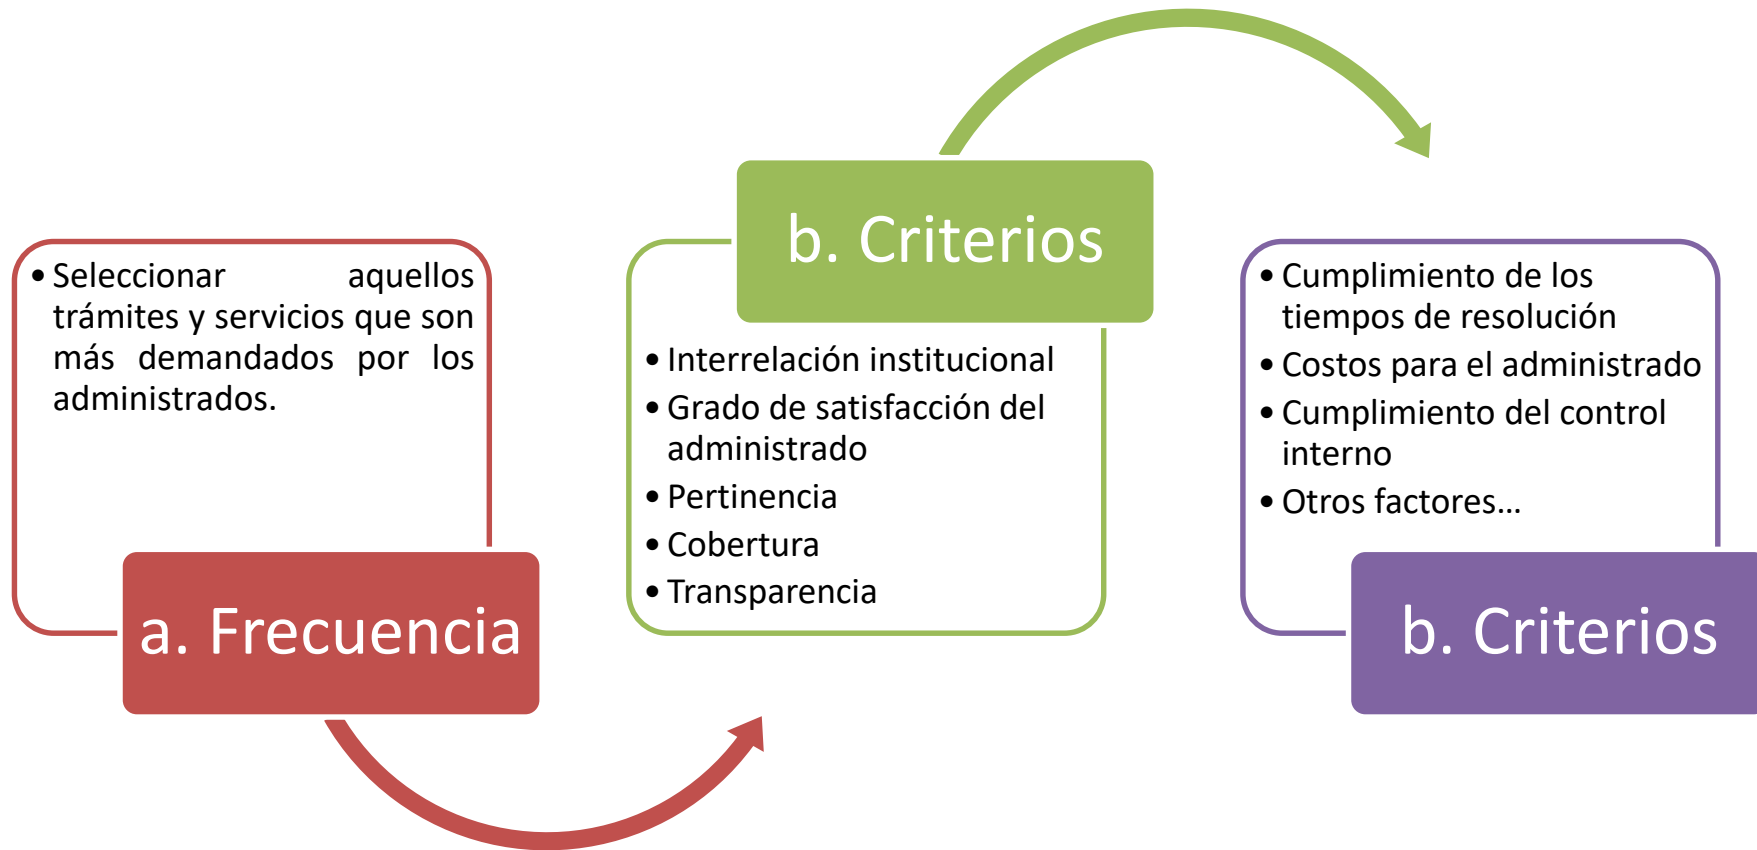 • Seleccionar aquellos
trámites y servicios que son
más demandados por los
administrados.
a. Frecuencia
b. Criterios
• Interrelación institucional
• Grado de satisfacción del
administrado
• Pertinencia
• Cobertura
• Transparencia
• Cumplimiento de los
tiempos de resolución
• Costos para el administrado
• Cumplimiento del control
interno
• Otros factores...
b. Criterios